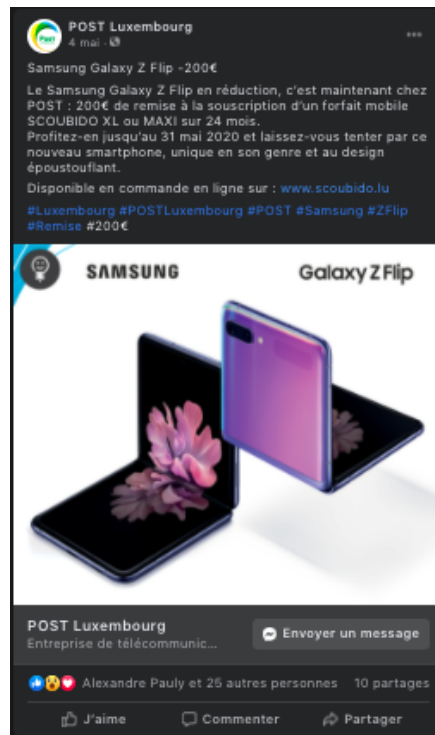 POST Luxembourg
4 mai
Samsung Galaxy Z Flip -200€
Le Samsung Galaxy Z Flip en réduction, c'est maintenant chez
POST : 200€ de remise à la souscription d'un forfait mobile
SCOUBIDO XL ou MAXI sur 24 mois.
Profitez-en jusqu'au 31 mai 2020 et laissez-vous tenter par ce
nouveau smartphone, unique en son genre et au design
époustouflant.
Disponible en commande en ligne sur : www.scoubido.lu
#Luxembourg #POSTLuxembourg #POST #Samsung #ZFlip
#Remise #200€
SAMSUNG Galaxy Z Flip
POST Luxembourg
Entreprise de télécommunic...
Envoyer un message
Alexandre Pauly et 25 autres personnes 10 partages
J'aime Commenter Partager